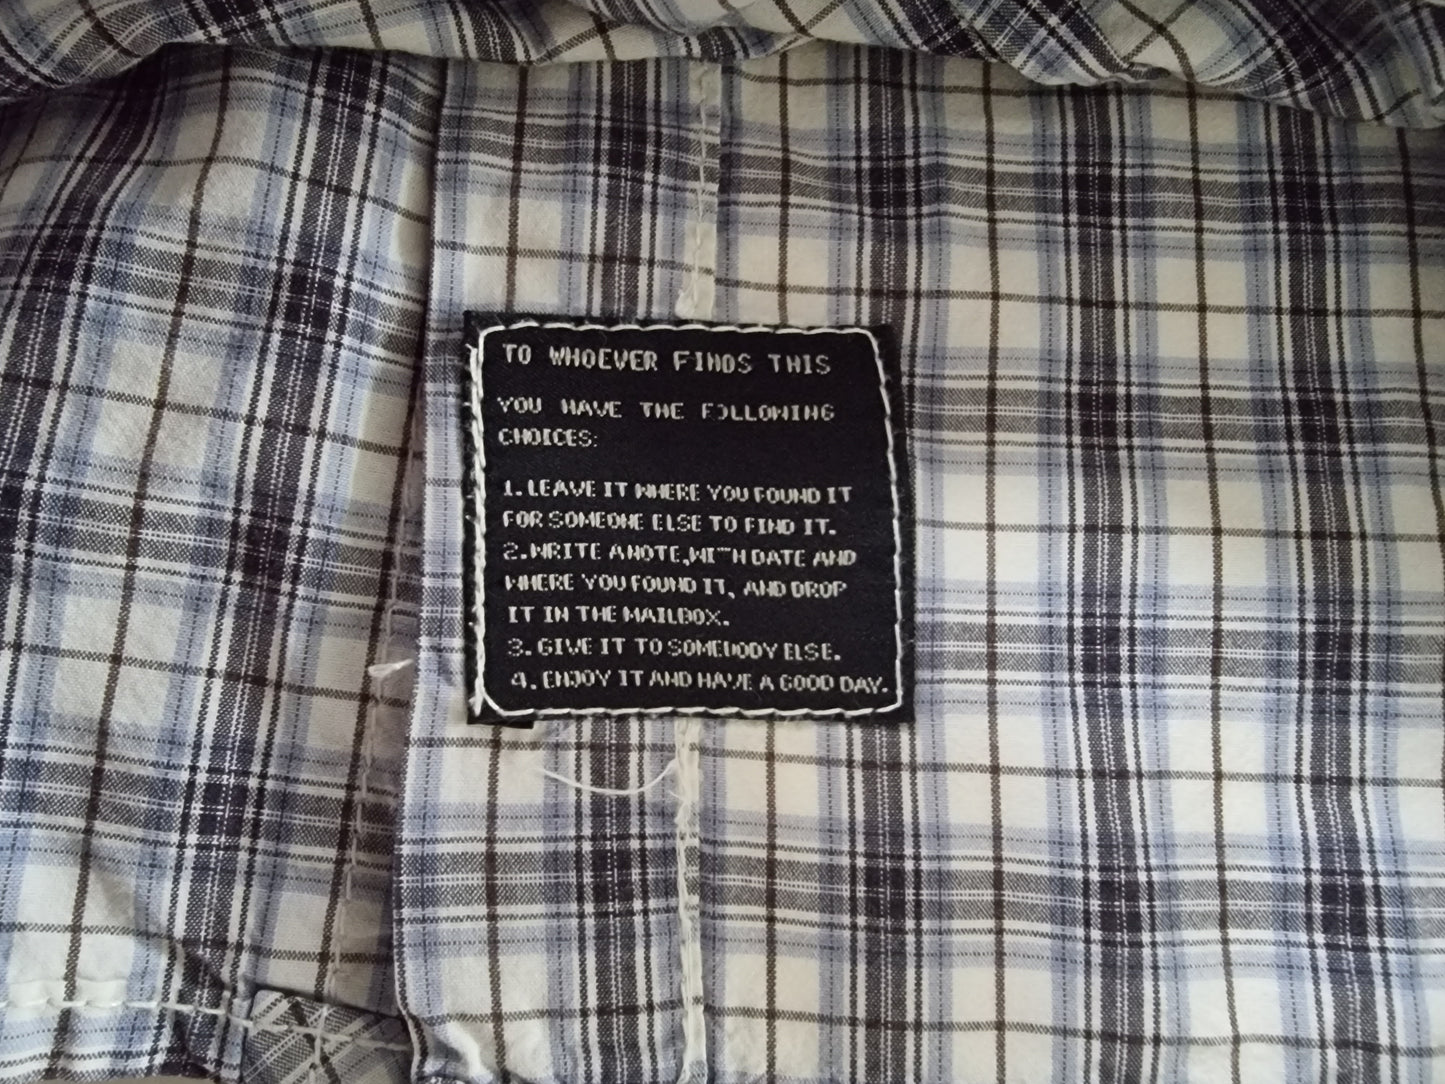 TO WHOEVER FINDS THIS
YOU HAVE THE FOLLOWING
CHOICES:
1. LEAVE IT WHERE YOU FOUND IT
FOR SOMEONE ELSE TO FIND IT.
2. WRITE A NOTE, WITH DATE AND
WHERE YOU FOUND IT, AND DROP
IT IN THE MAILBOX.
3. GIVE IT TO SOMEBODY ELSE.
4. ENJOY IT AND HAVE A GOOD DAY.